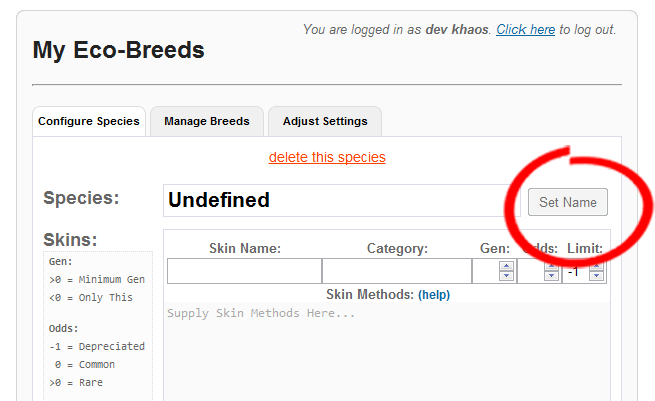 You are logged in as dev khaos. Click here to log out.
My Eco-Breeds
Configure Species Manage Breeds Adjust Settings
delete this species
Species: Undefined Set Name
Skins:
Skin Name: Category: Gen: Odds: Limit:
-1
Skin Methods: (help)
Supply Skin Methods Here...
Gen:
>0 = Minimum Gen
<0 = Only This
Odds:
-1 = Depreciated
0 = Common
>0 = Rare